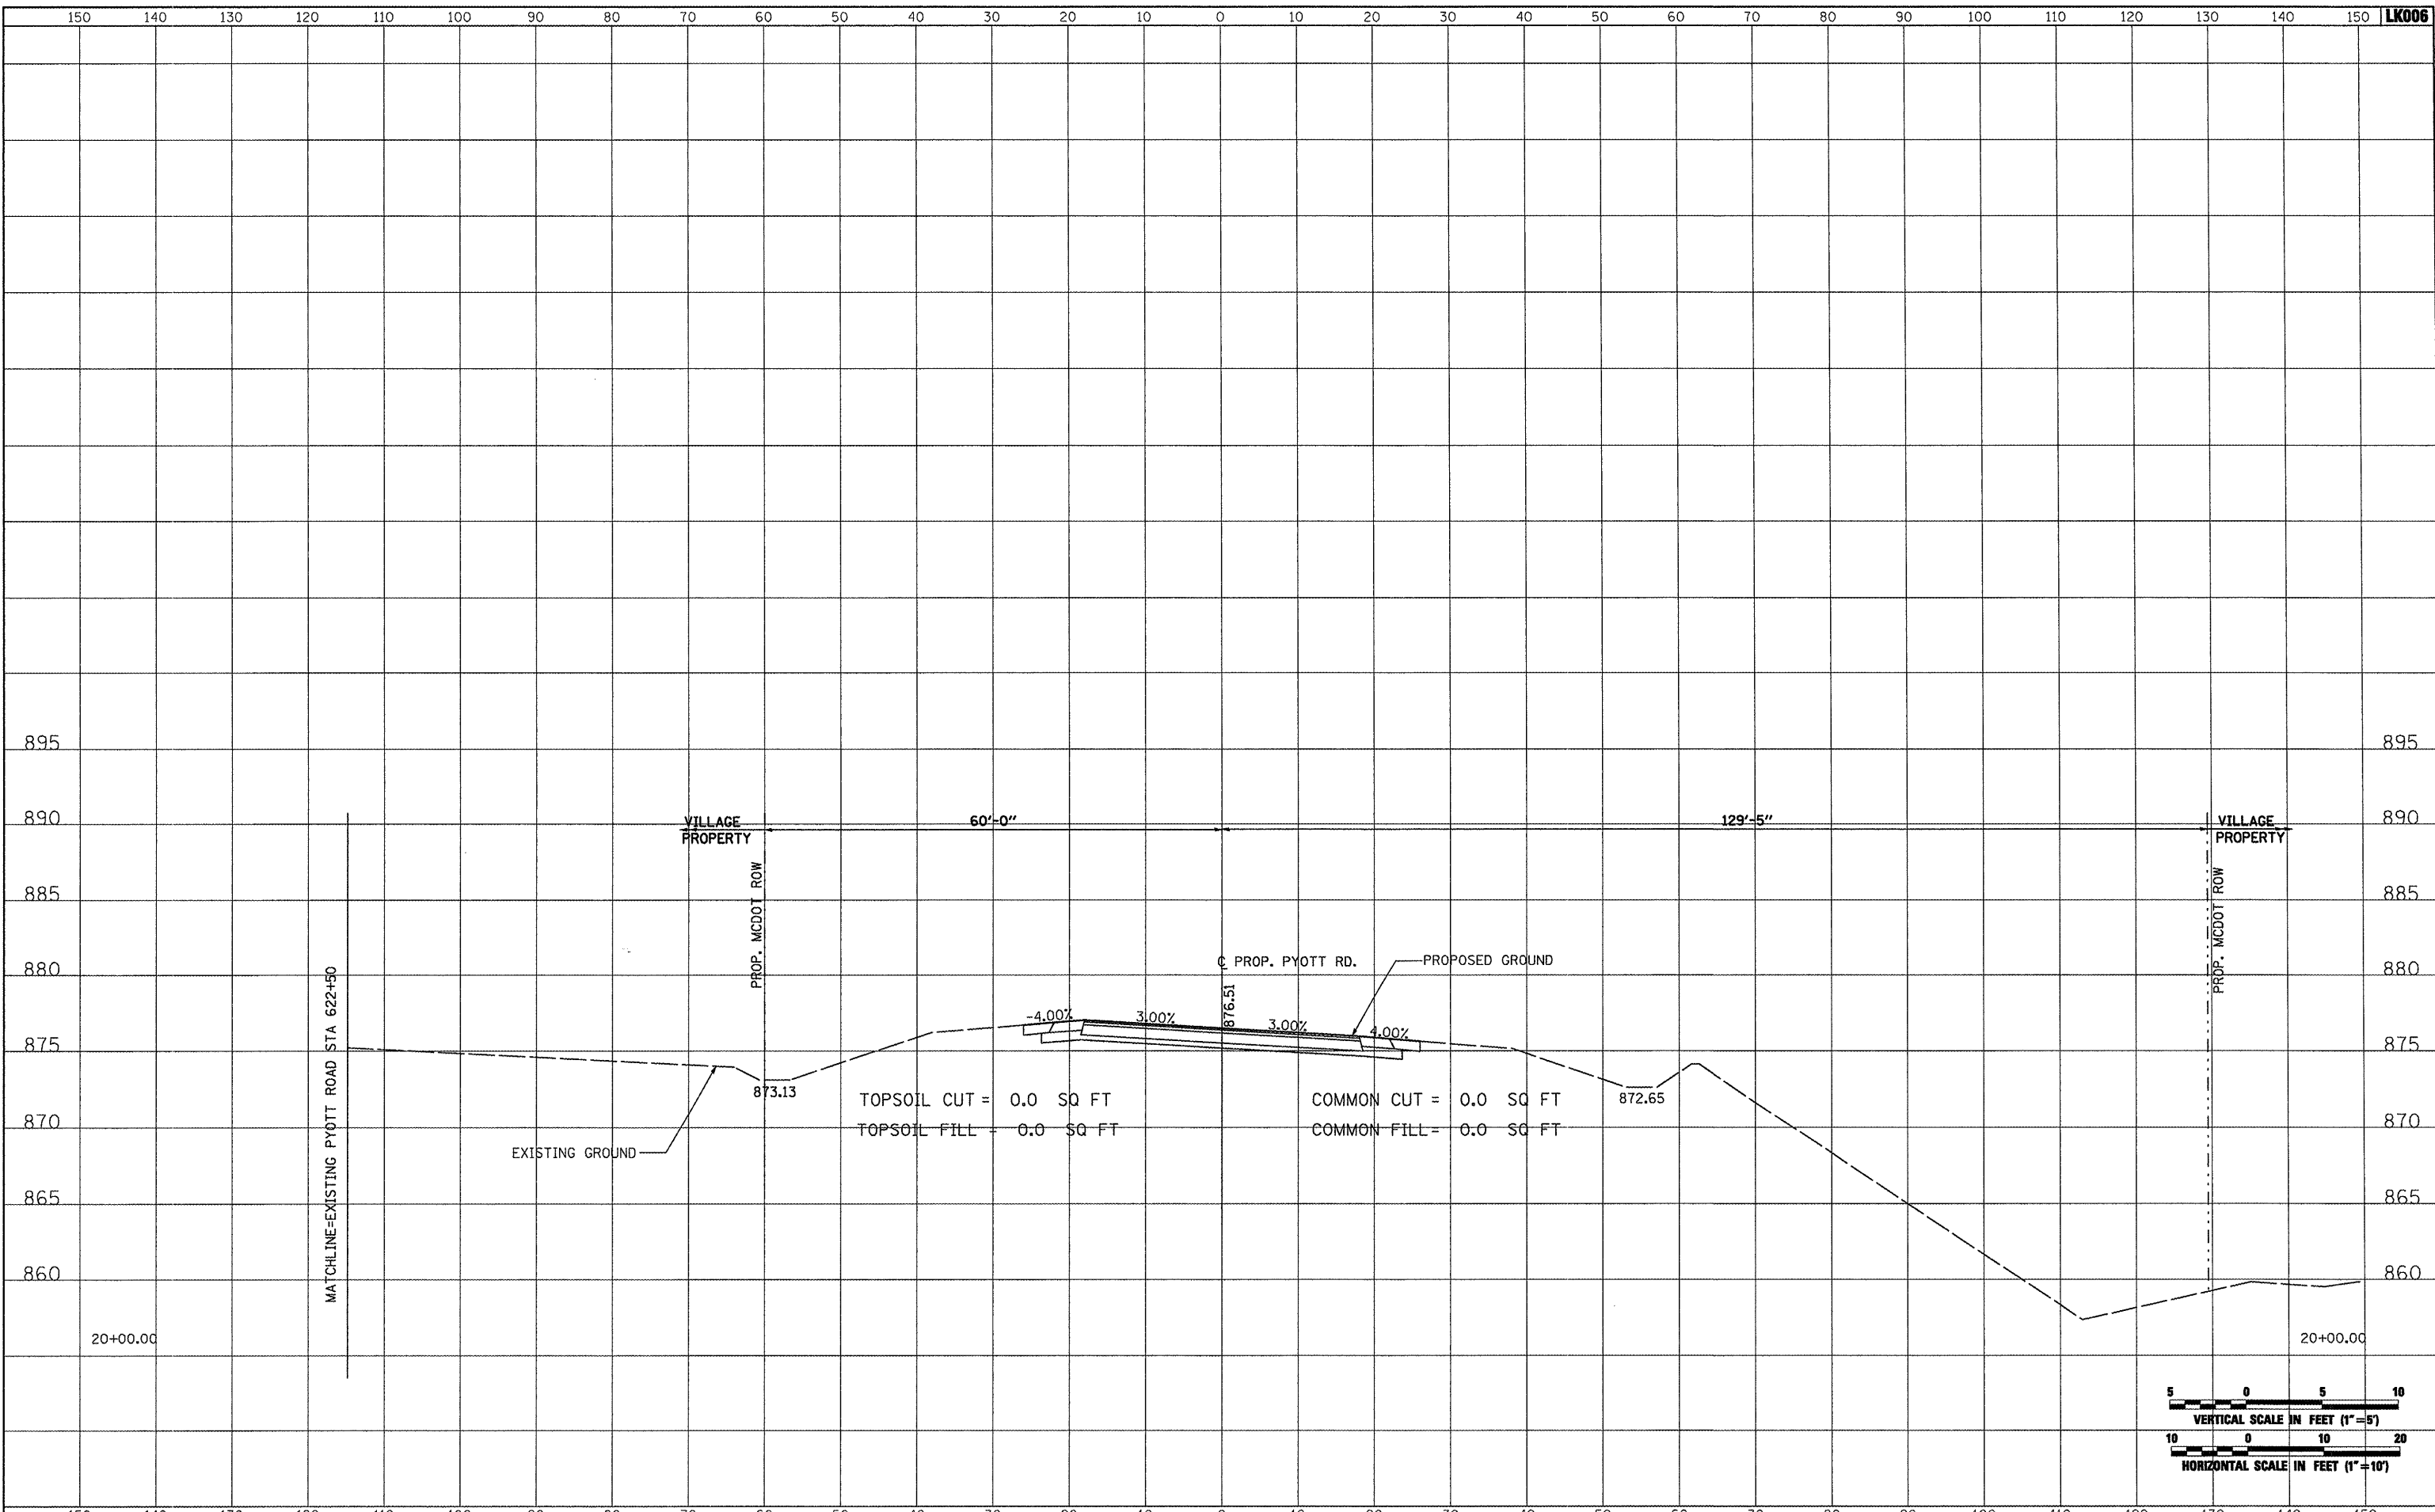 150 140 130 120 110 100 90 80 70 60 50 40 30 20 10 0 10 20 30 40 50 60 70 80 90 100 110 120 130 140 150 LK006
895 895
890 VILLAGE PROPERTY 60'-0" 129'-5" VILLAGE PROPERTY 890
885 885
PROP. MCDOT ROW
PROP. MCDOT ROW
880 ℄ PROP. PYOTT RD. PROPOSED GROUND 880
876.51
-4.00% 3.00% 3.00% 4.00%
875 875
MATCHLINE=EXISTING PYOTT ROAD STA 622+50
873.13 TOPSOIL CUT = 0.0 SQ FT COMMON CUT = 0.0 SQ FT 872.65
870 TOPSOIL FILL = 0.0 SQ FT COMMON FILL= 0.0 SQ FT 870
EXISTING GROUND
865 865
860 860
20+00.00 20+00.00
5 0 5 10
VERTICAL SCALE IN FEET (1"=5')
10 0 10 20
HORIZONTAL SCALE IN FEET (1"=10')